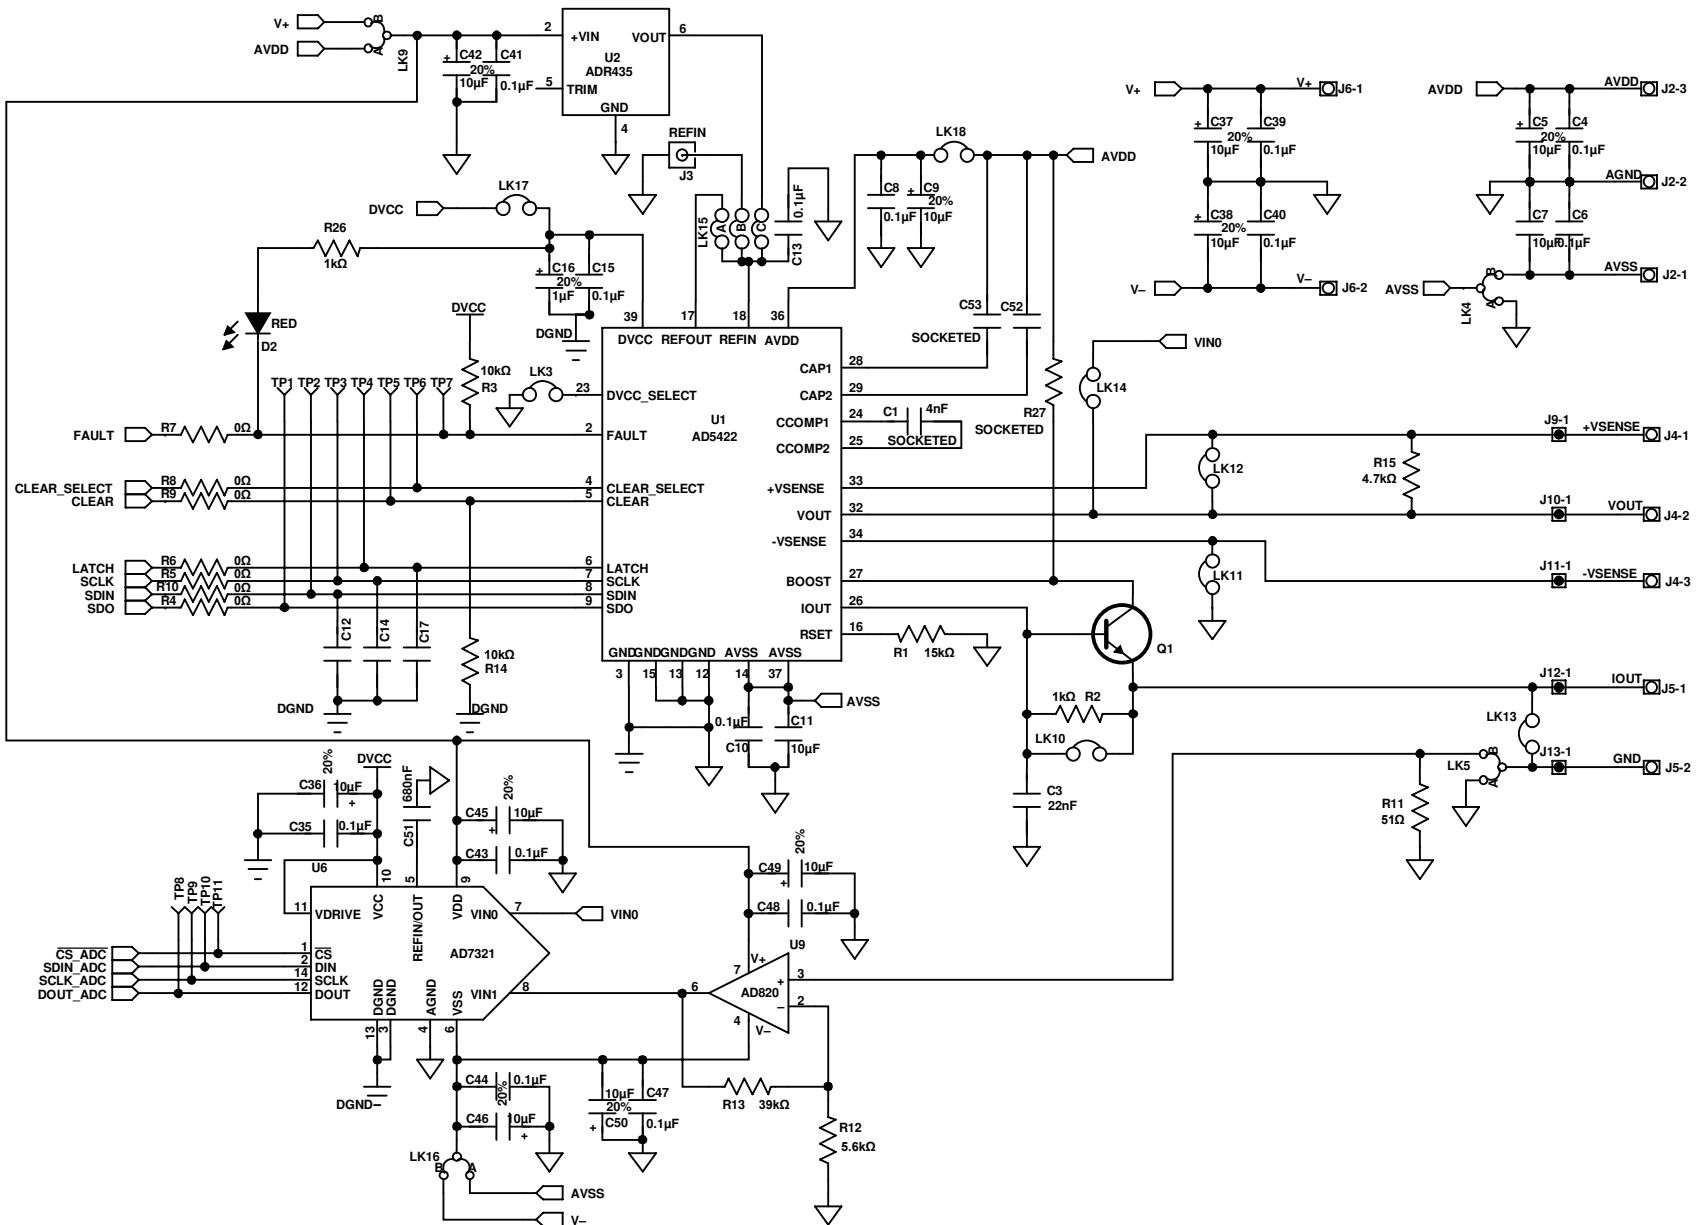 V+
B
AVDD
A
LK9
C42
20%
10µF
+
C41
0.1µF
2
+VIN
VOUT
6
U2
ADR435
5
TRIM
GND
4
REFIN
J3
LK18
AVDD
C8
0.1µF
+
C9
20%
10µF
0.1µF
C13
LK15
A
B
C
LK17
DVCC
R26
1kΩ
+
C16
20%
1µF
C15
0.1µF
DGND
RED
D2
DVCC
10kΩ
R3
LK3
V+
+
C37
20%
10µF
C39
0.1µF
V+
J6-1
+
C38
20%
10µF
C40
0.1µF
V–
V–
J6-2
AVDD
+
C5
20%
10µF
C4
0.1µF
AVDD
J2-3
AGND
J2-2
C7
10µF
C6
0.1µF
AVSS
J2-1
AVSS
B
A
LK4
39
17
18
36
DVCC
REFOUT
REFIN
AVDD
C53
C52
SOCKETED
VIN0
LK14
R27
SOCKETED
TP1
TP2
TP3
TP4
TP5
TP6
TP7
23
DVCC_SELECT
U1
AD5422
CAP1
28
CAP2
29
CCOMP1
24
C1
4nF
SOCKETED
CCOMP2
25
FAULT
R7
0Ω
2
FAULT
CLEAR_SELECT
R8
0Ω
4
CLEAR_SELECT
CLEAR
R9
0Ω
5
CLEAR
+VSENSE
33
VOUT
32
-VSENSE
34
BOOST
27
IOUT
26
RSET
16
LATCH
R6
0Ω
6
LATCH
SCLK
R5
0Ω
7
SCLK
SDIN
R10
0Ω
8
SDIN
SDO
R4
0Ω
9
SDO
LK12
R15
4.7kΩ
J9-1
+VSENSE
J4-1
J10-1
VOUT
J4-2
LK11
J11-1
-VSENSE
J4-3
C12
C14
C17
10kΩ
R14
DGND
DGND
R1
15kΩ
Q1
GND
GND
GND
GND
AVSS
AVSS
3
15
13
12
14
37
AVSS
0.1µF
C10
C11
10µF
1kΩ
R2
LK10
C3
22nF
J12-1
IOUT
J5-1
LK13
J13-1
GND
J5-2
LK5
B
A
R11
51Ω
C36
20%
10µF
+
DVCC
C35
0.1µF
680nF
C51
C45
+
20%
10µF
C43
0.1µF
U6
10
5
9
11
VDRIVE
VCC
REFIN/OUT
VDD
VIN0
7
VIN0
AD7321
TP8
TP9
TP10
TP11
CS_ADC
1
CS
SDIN_ADC
2
DIN
SCLK_ADC
14
SCLK
DOUT_ADC
12
DOUT
DGND
DGND
AGND
VSS
VIN1
8
13
3
4
6
DGND–
C49
+
20%
10µF
C48
0.1µF
U9
V+
7
6
AD820
+
3
–
2
4
V–
C44
20%
0.1µF
C46
10µF
+
10µF
20%
+
C50
C47
0.1µF
R13
39kΩ
R12
5.6kΩ
LK16
B
A
AVSS
V–